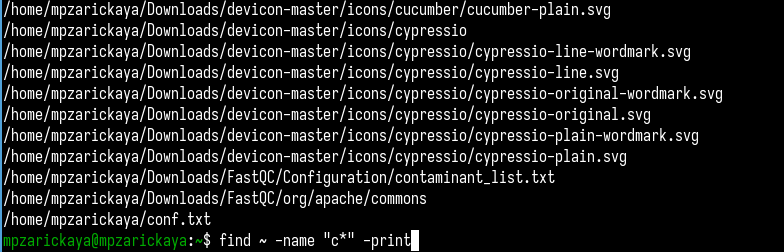 /home/mpzarickaya/Downloads/devicon-master/icons/cucumber/cucumber-plain.svg
/home/mpzarickaya/Downloads/devicon-master/icons/cypressio
/home/mpzarickaya/Downloads/devicon-master/icons/cypressio/cypressio-line-wordmark.svg
/home/mpzarickaya/Downloads/devicon-master/icons/cypressio/cypressio-line.svg
/home/mpzarickaya/Downloads/devicon-master/icons/cypressio/cypressio-original-wordmark.svg
/home/mpzarickaya/Downloads/devicon-master/icons/cypressio/cypressio-original.svg
/home/mpzarickaya/Downloads/devicon-master/icons/cypressio/cypressio-plain-wordmark.svg
/home/mpzarickaya/Downloads/devicon-master/icons/cypressio/cypressio-plain.svg
/home/mpzarickaya/Downloads/FastQC/Configuration/contaminant_list.txt
/home/mpzarickaya/Downloads/FastQC/org/apache/commons
/home/mpzarickaya/conf.txt
mpzarickaya@mpzarickaya:~$ find ~ -name "c*" -print